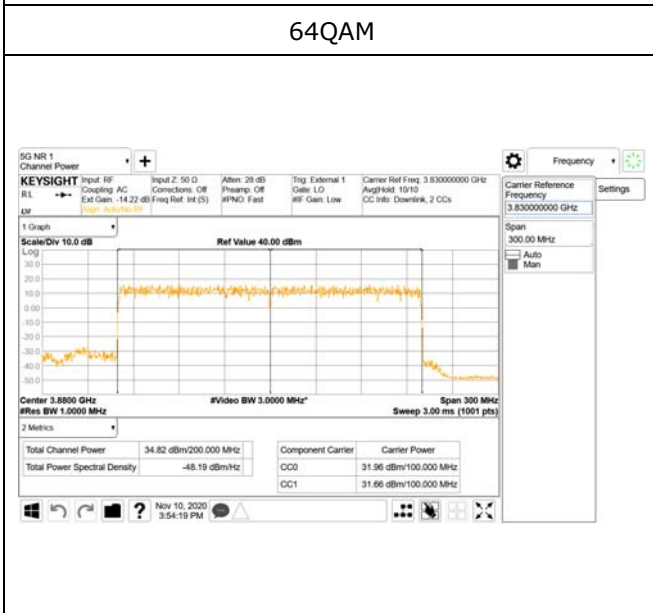 64QAM
5G NR 1
Channel Power
Frequency
KEYSIGHT Input: RF Input Z: 50 Ω Atten: 28 dB Trig: External 1 Carrier Ref Freq: 3.830000000 GHz
RL Coupling: AC Corrections: Off Preamp: Off Gate: LO Avg|Hold: 10/10
Ext Gain: -14.22 dB Freq Ref: Int (S) #PNO: Fast #IF Gain: Low CC Info: Downlink, 2 CCs
Align: Auto/No RF
Carrier Reference Frequency
3.830000000 GHz
Settings
Span
300.00 MHz
Auto
Man
1 Graph
Scale/Div 10.0 dB Ref Value 40.00 dBm
Log
30.0
20.0
10.0
0.00
-10.0
-20.0
-30.0
-40.0
-50.0
Center 3.8800 GHz #Video BW 3.0000 MHz* Span 300 MHz
#Res BW 1.0000 MHz Sweep 3.00 ms (1001 pts)
2 Metrics
Total Channel Power 34.82 dBm/200.000 MHz Component Carrier Carrier Power
Total Power Spectral Density -48.19 dBm/Hz CC0 31.96 dBm/100.000 MHz
CC1 31.66 dBm/100.000 MHz
? Nov 10, 2020
3:54:19 PM